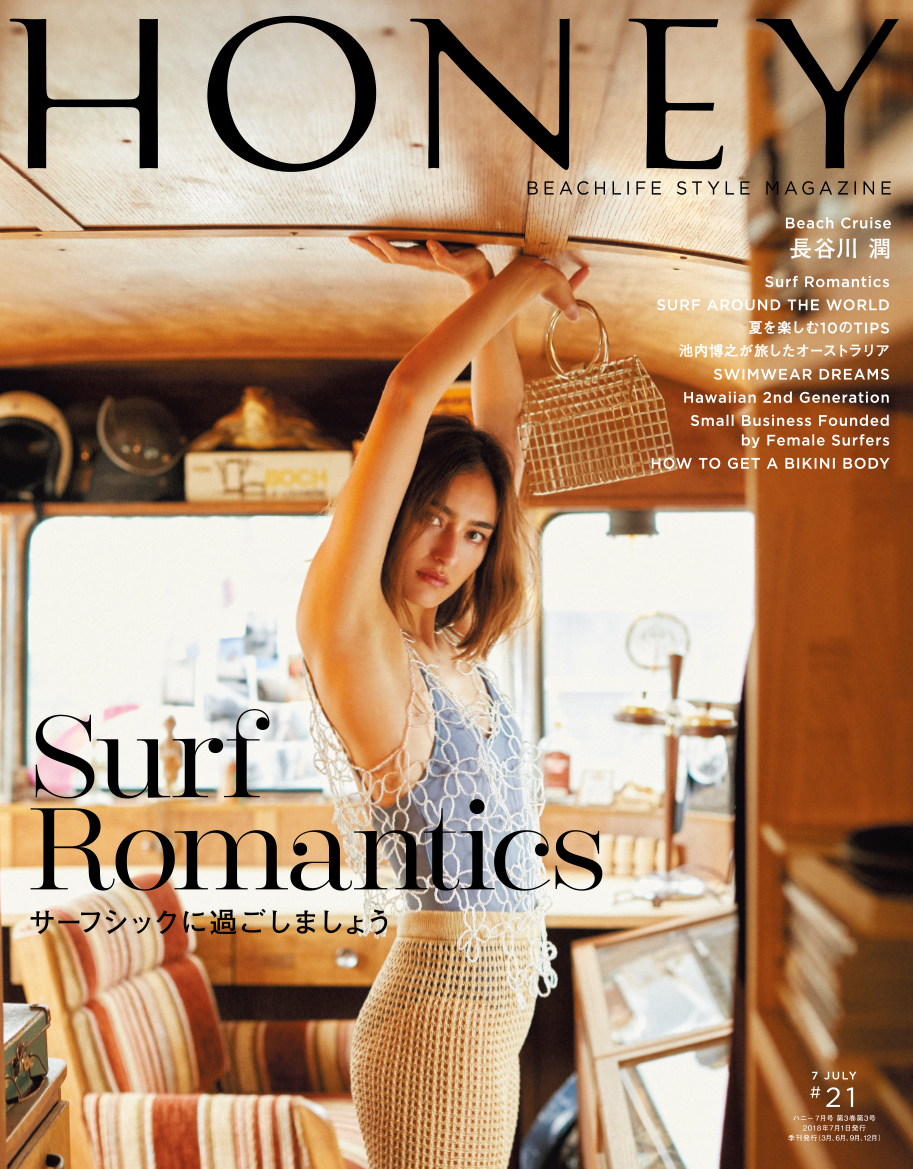 HONEY
BEACHLIFE STYLE MAGAZINE
Beach Cruise
長谷川 潤
Surf Romantics
SURF AROUND THE WORLD
夏を楽しむ10のTIPS
池内博之が旅したオーストラリア
SWIMWEAR DREAMS
Hawaiian 2nd Generation
Small Business Founded
by Female Surfers
HOW TO GET A BIKINI BODY
BOCH
Surf
Romantics
サーフシックに過ごしましょう
7 JULY
#21
ハニー7月号 第3巻第3号
2018年7月1日発行
季刊発行(3月,6月,9月,12月)